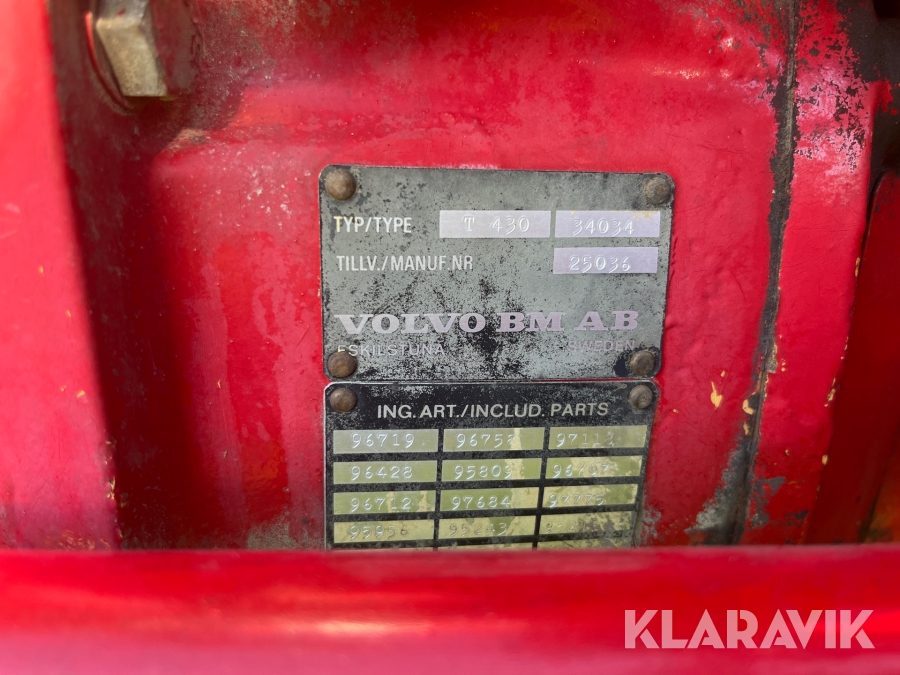 TYP/TYPE T 430 34034
TILLV./MANUF.NR 25036
VOLVO BM AB
ESKILSTUNA SWEDEN
ING. ART./INCLUD. PARTS
96719
96428
96712 97684
KLARAVIK